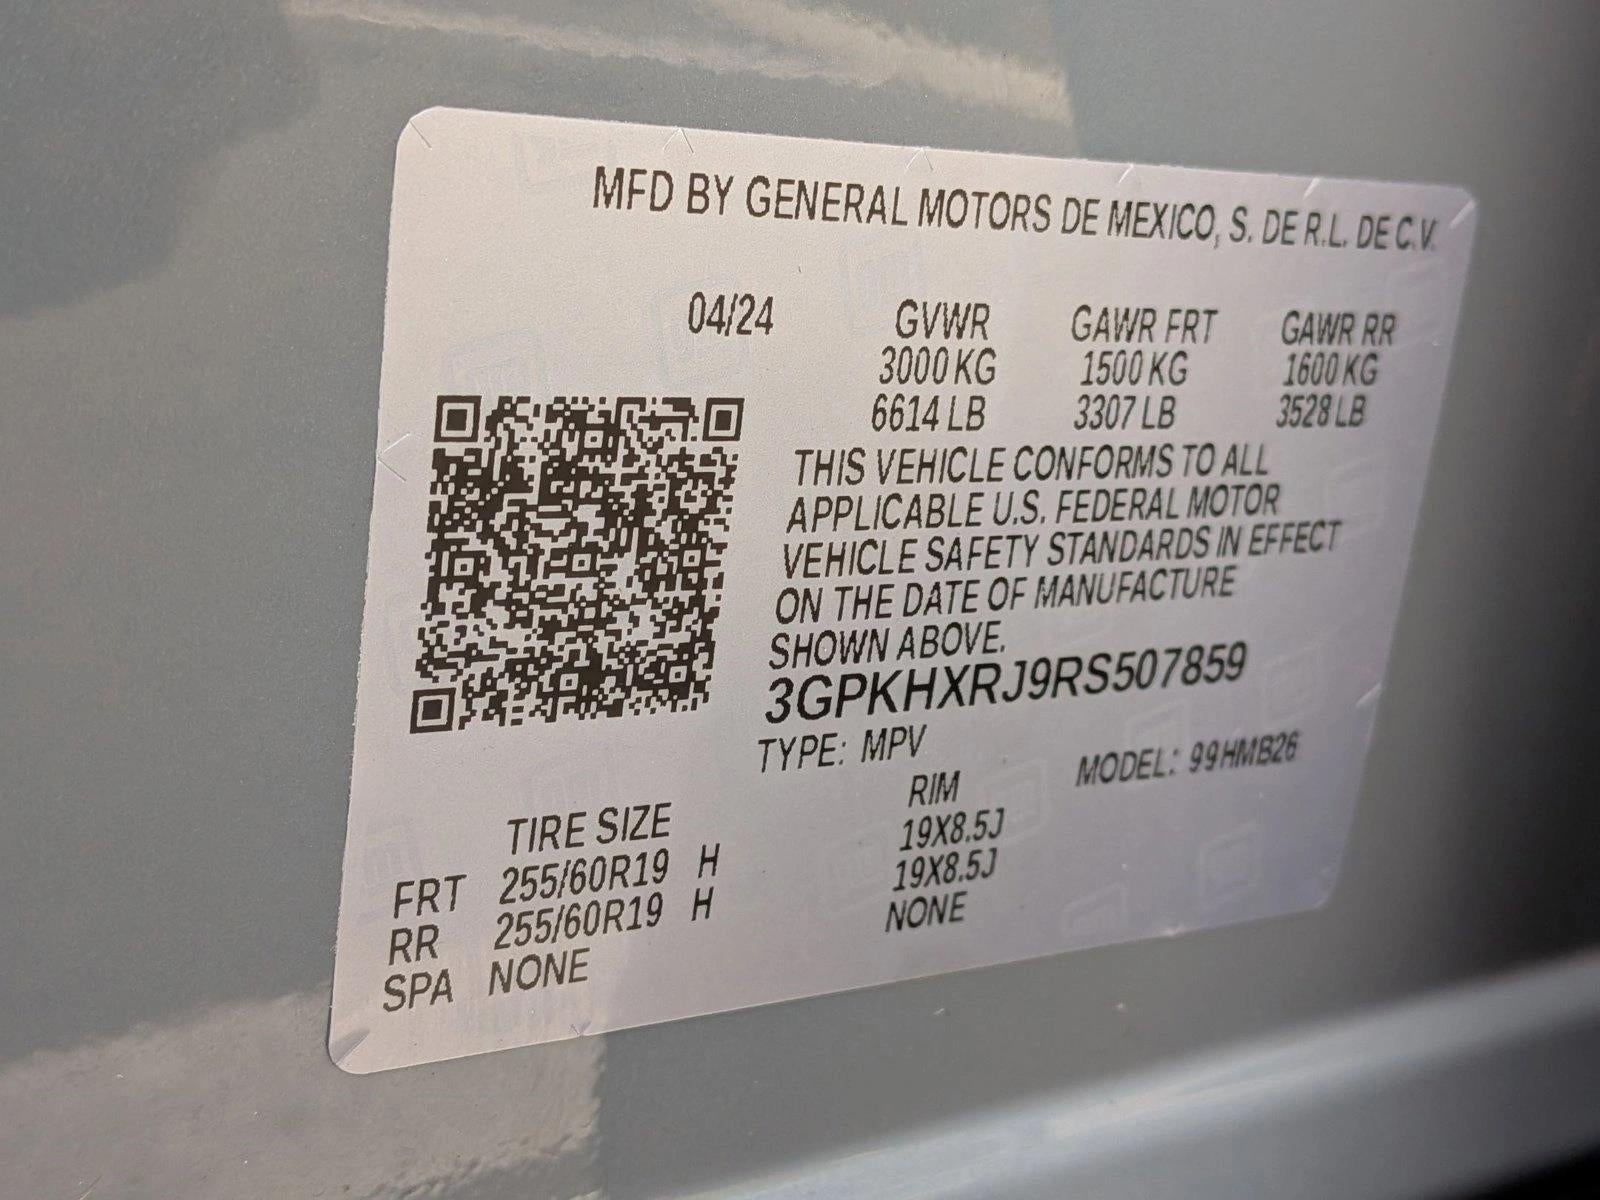 MFD BY GENERAL MOTORS DE MEXICO, S. DE R.L. DE C.V.
04/24 GVWR GAWR FRT GAWR RR
3000 KG 1500 KG 1600 KG
6614 LB 3307 LB 3528 LB
THIS VEHICLE CONFORMS TO ALL
APPLICABLE U.S. FEDERAL MOTOR
VEHICLE SAFETY STANDARDS IN EFFECT
ON THE DATE OF MANUFACTURE
SHOWN ABOVE.
3GPKHXRJ9RS507859
TYPE: MPV MODEL: 99HMB26
TIRE SIZE RIM
FRT 255/60R19 H 19X8.5J
RR 255/60R19 H 19X8.5J
SPA NONE NONE